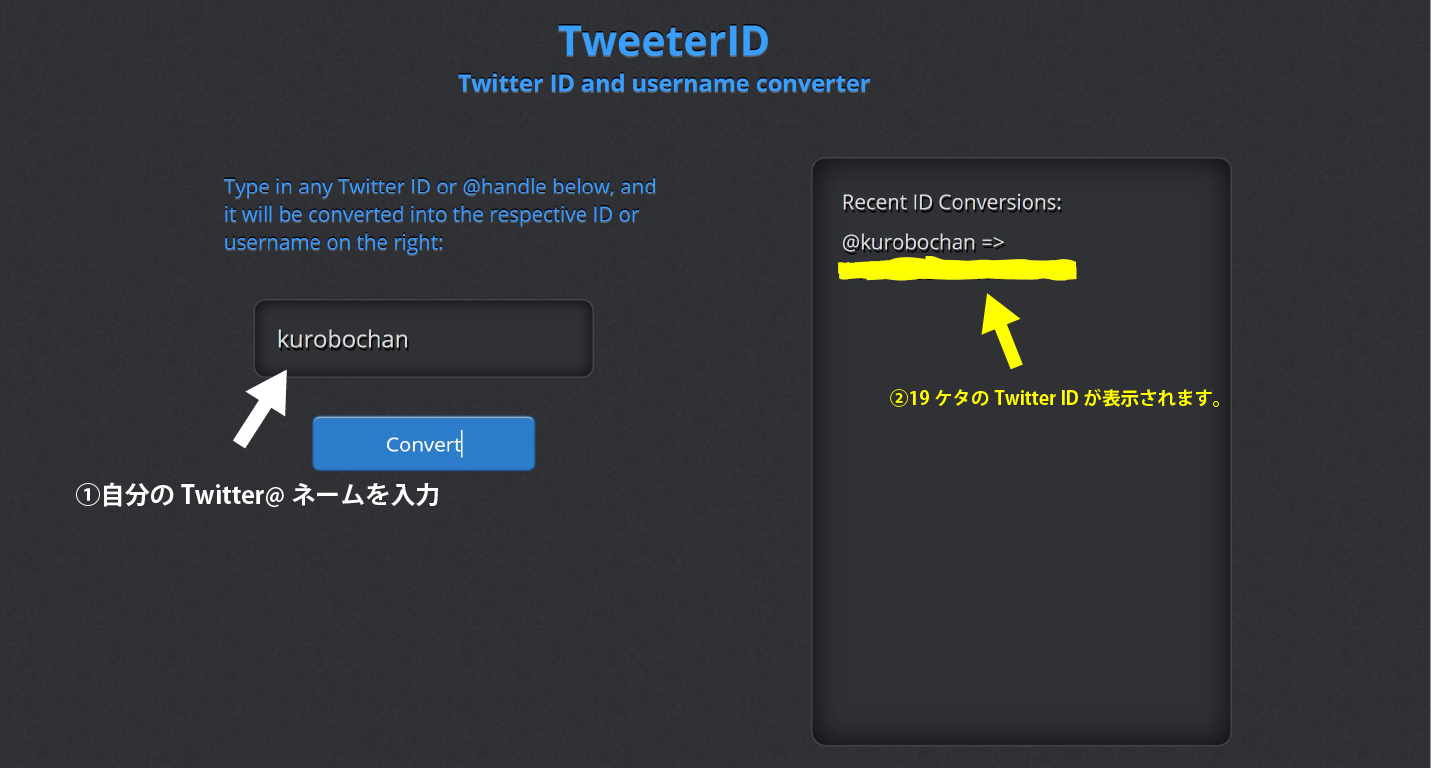 TweeterID
Twitter ID and username converter
Type in any Twitter ID or @handle below, and
it will be converted into the respective ID or
username on the right:
kurobochan
Convert
①自分の Twitter@ ネームを入力
Recent ID Conversions:
@kurobochan =>
②19 ケタの Twitter ID が表示されます。